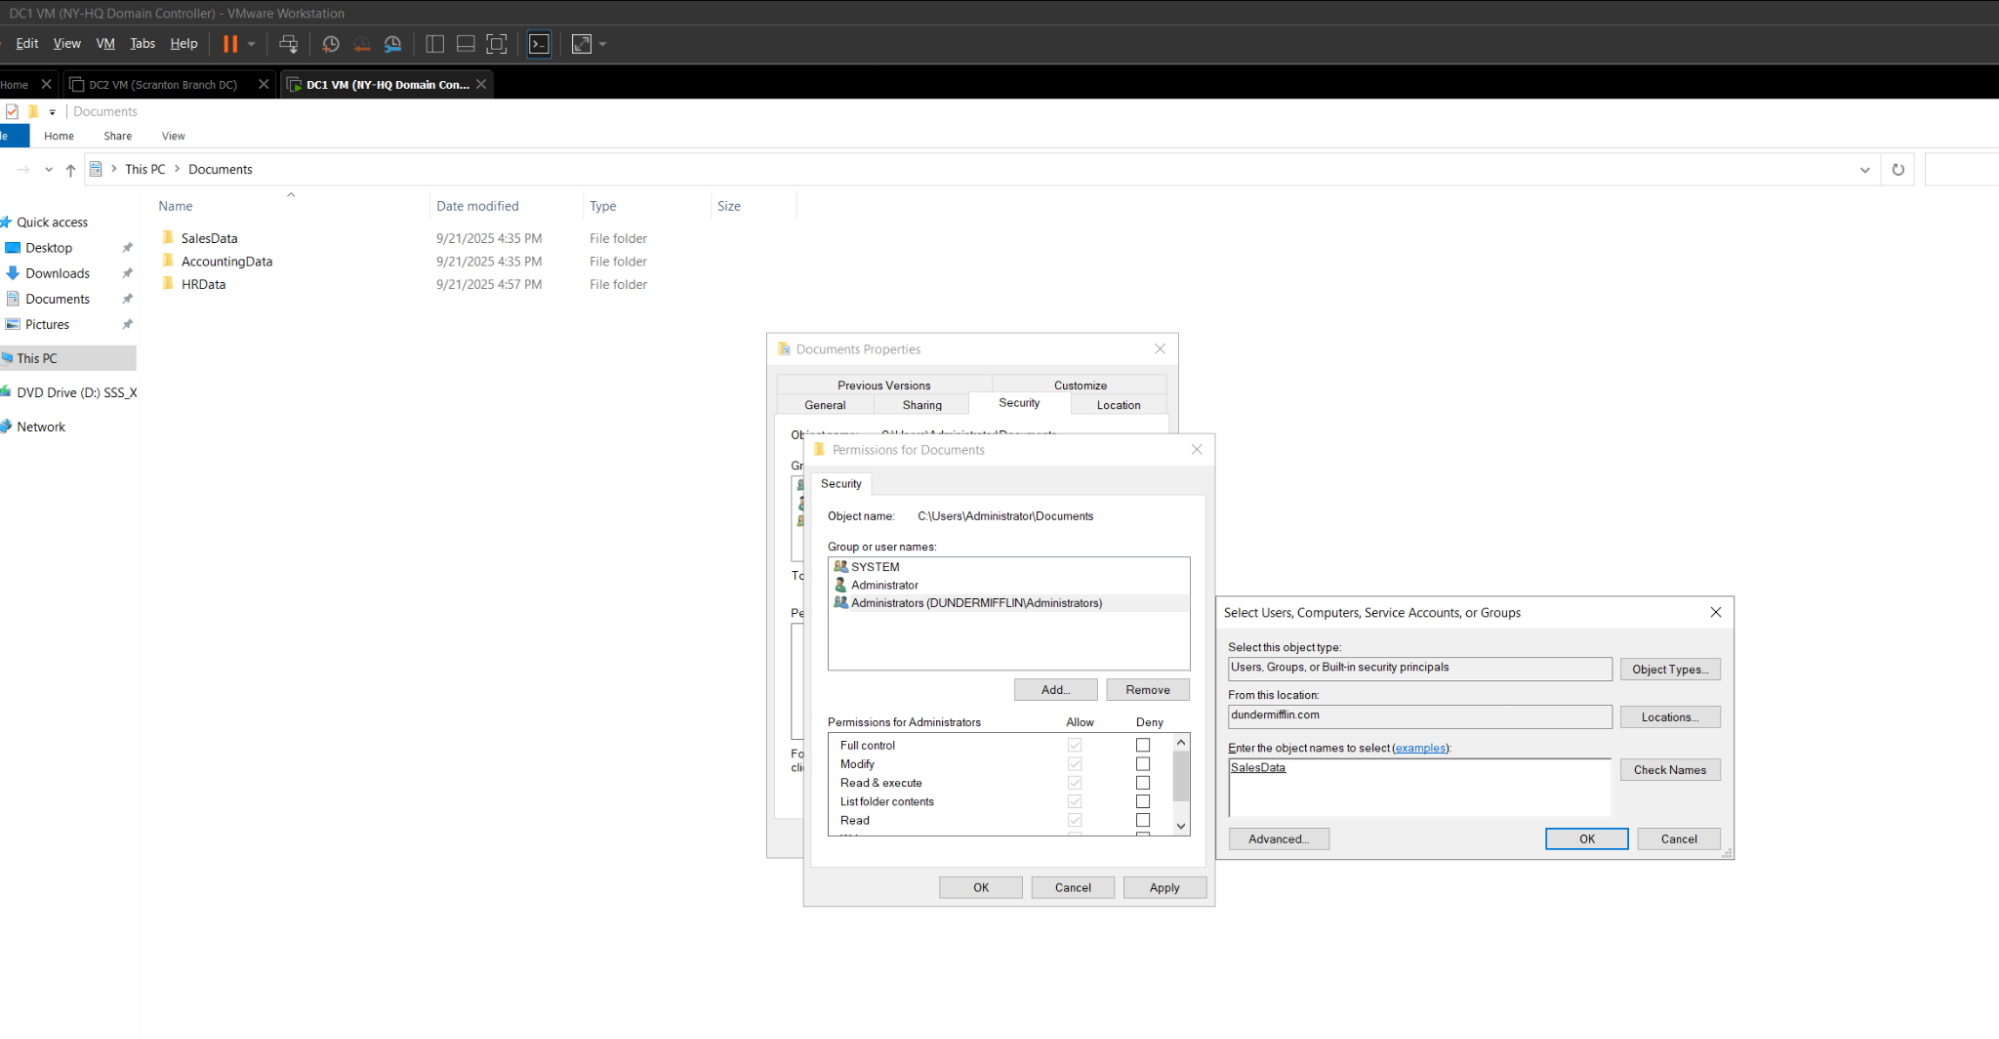 DC1 VM (NY-HQ Domain Controller) - VMware Workstation
Edit View VM Tabs Help
Home DC2 VM (Scranton Branch DC) DC1 VM (NY-HQ Domain Con...
Documents
Home Share View
This PC > Documents
Name Date modified Type Size
Quick access
Desktop
Downloads
Documents
Pictures
This PC
DVD Drive (D:) SSS_X
Network
SalesData 9/21/2025 4:35 PM File folder
AccountingData 9/21/2025 4:35 PM File folder
HRData 9/21/2025 4:57 PM File folder
Documents Properties
Previous Versions Customize
General Sharing Security Location
Permissions for Documents
Security
Object name: C:\Users\Administrator\Documents
Group or user names:
SYSTEM
Administrator
Administrators (DUNDERMIFFLIN\Administrators)
Add... Remove
Permissions for Administrators Allow Deny
Full control
Modify
Read & execute
List folder contents
Read
OK Cancel Apply
Select Users, Computers, Service Accounts, or Groups
Select this object type:
Users, Groups, or Built-in security principals Object Types...
From this location:
dundermifflin.com Locations...
Enter the object names to select (examples):
SalesData Check Names
Advanced... OK Cancel